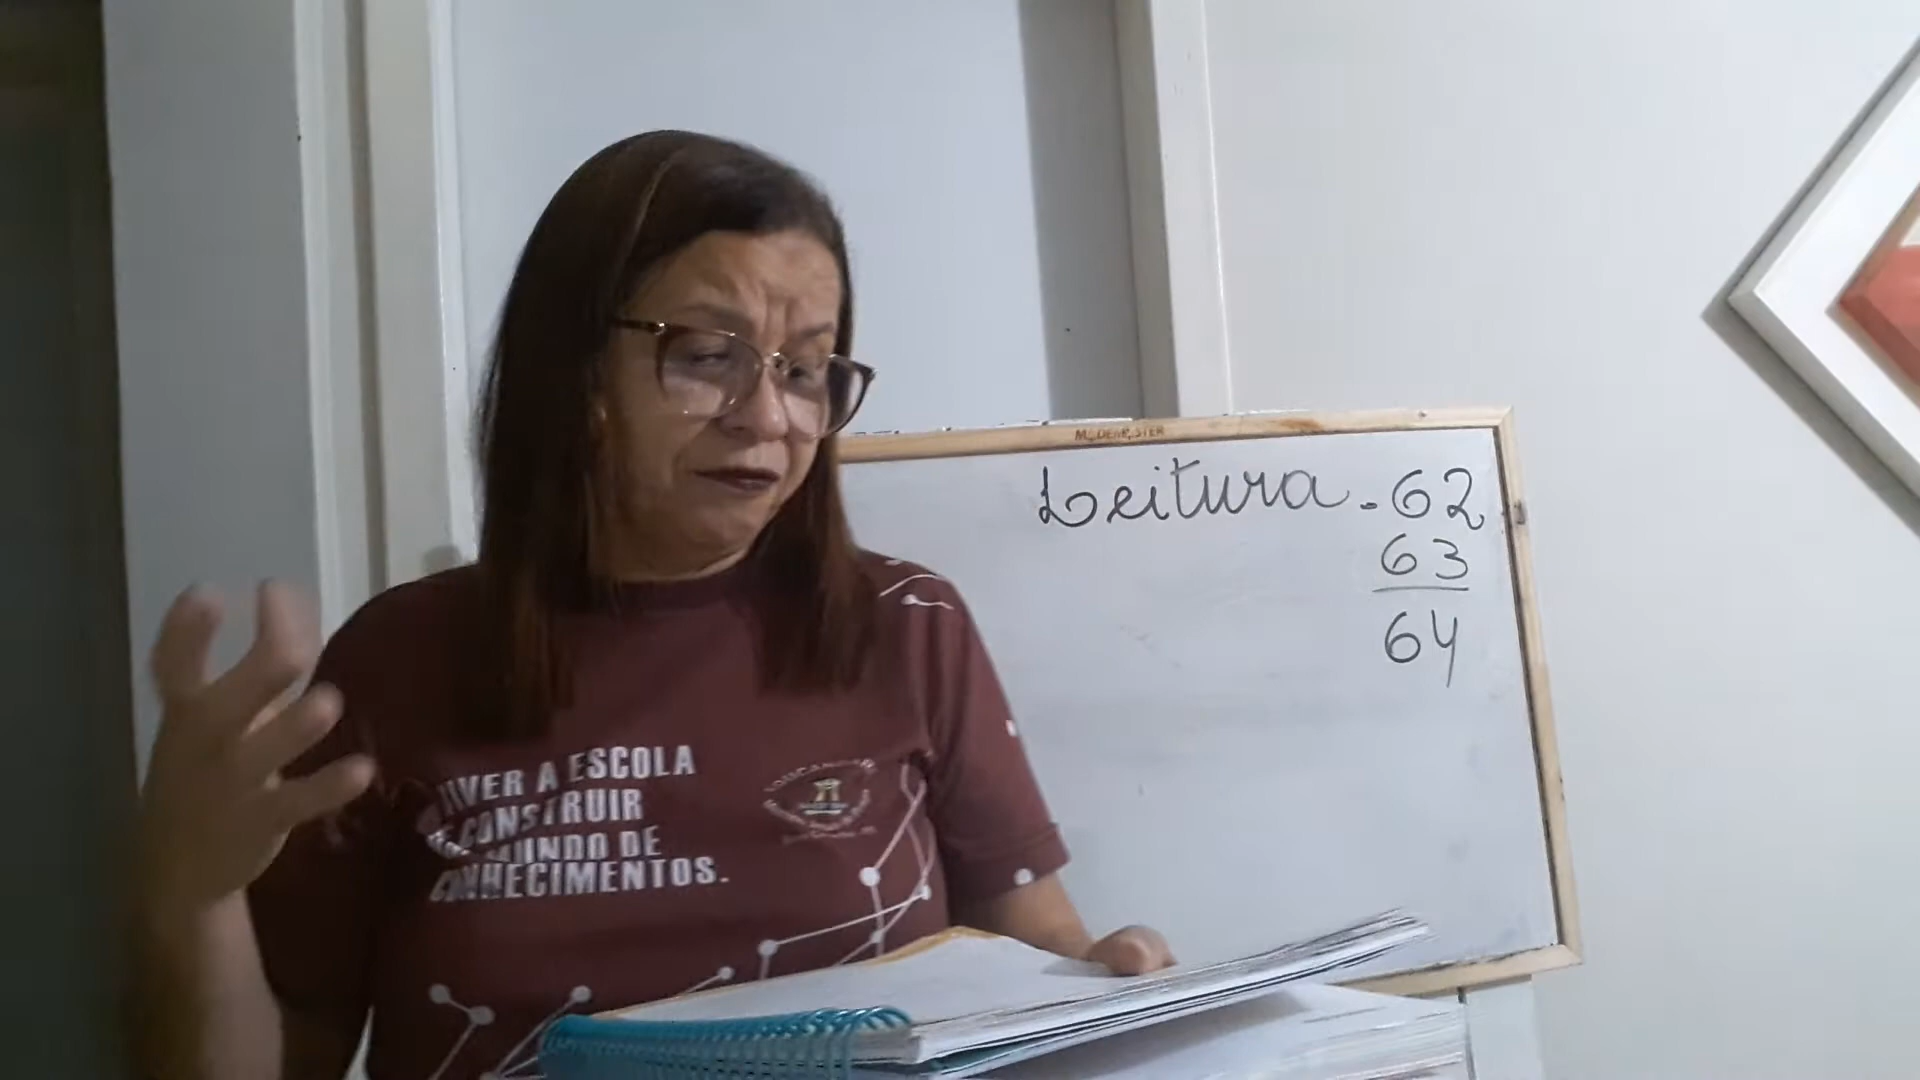 Leitura - 62
63
64
VIVER A ESCOLA
CONSTRUIR
MUNDO DE
CONHECIMENTOS.